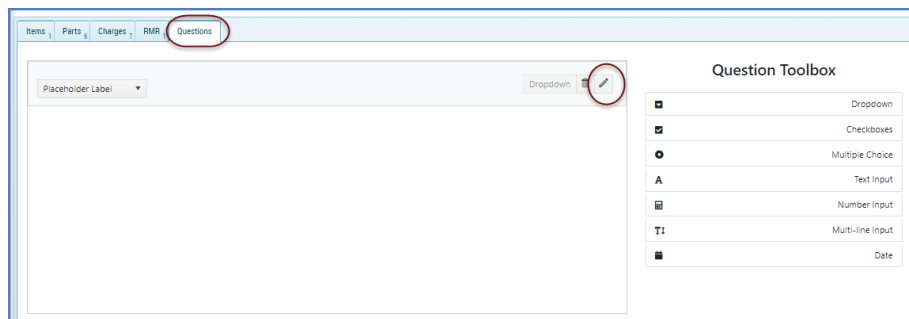 Items 1 Parts 6 Charges 7 RMR Questions
Placeholder Label
Dropdown
Question Toolbox
Dropdown
Checkboxes
Multiple Choice
Text Input
Number Input
Multi-line Input
Date